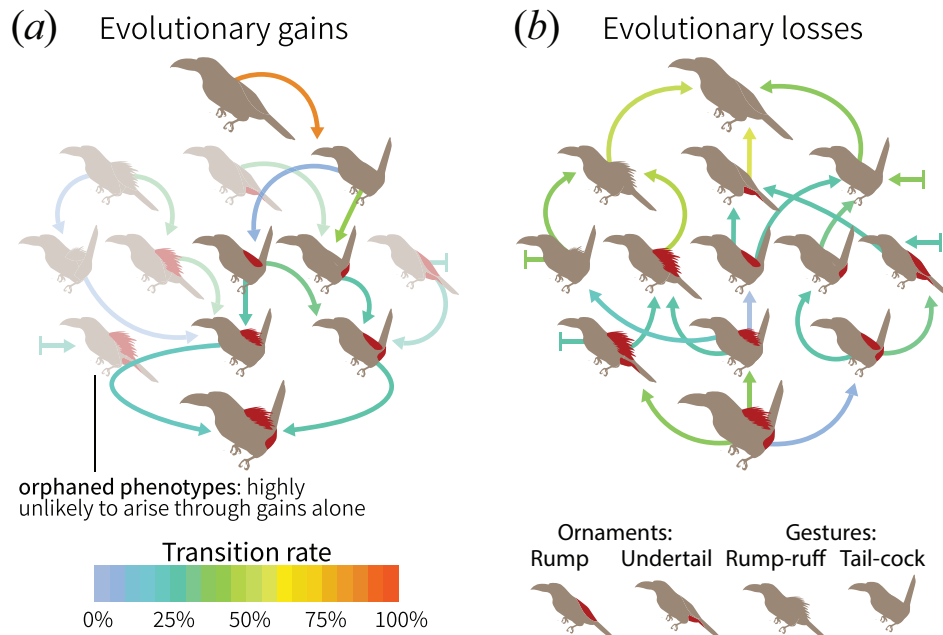 (a) Evolutionary gains
(b) Evolutionary losses
orphaned phenotypes: highly
unlikely to arise through gains alone
Transition rate
0% 25% 50% 75% 100%
Ornaments: Gestures:
Rump Undertail Rump-ruff Tail-cock